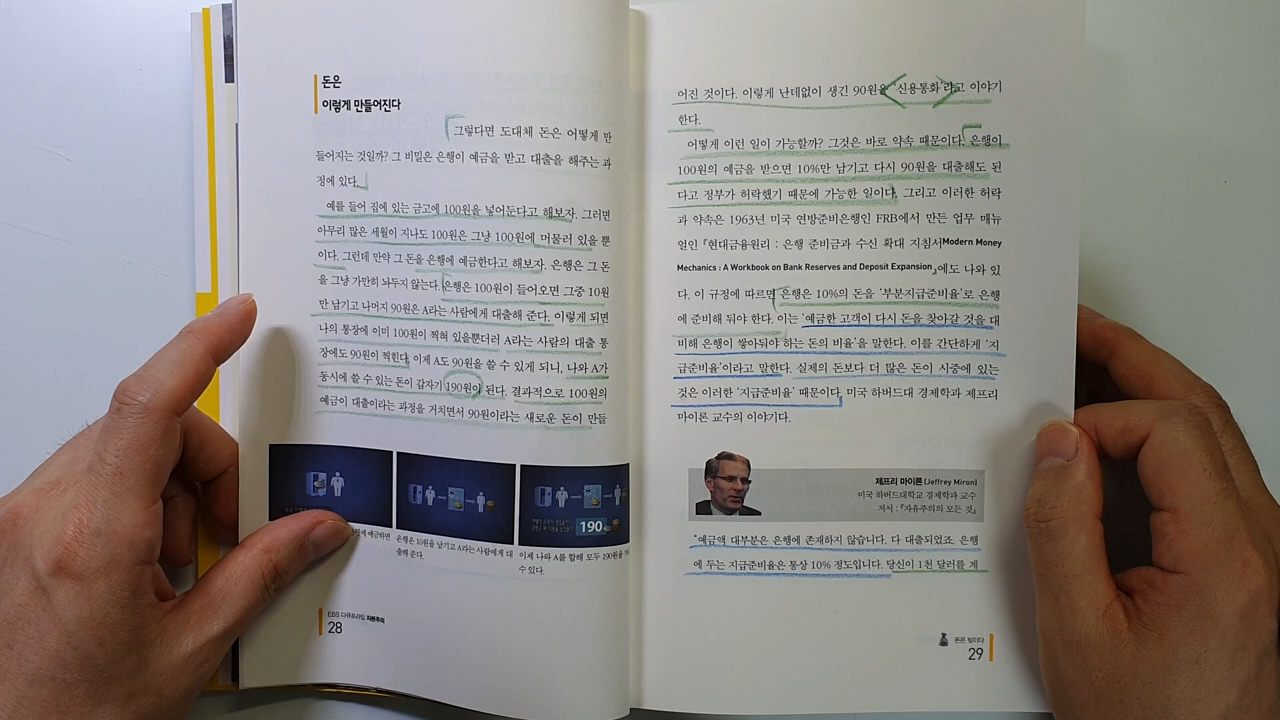 돈은
이렇게 만들어진다
그렇다면 도대체 돈은 어떻게 만
들어지는 것일까? 그 비밀은 은행이 예금을 받고 대출을 해주는 과
정에 있다.
예를 들어 집에 있는 금고에 100원을 넣어둔다고 해보자. 그러면
아무리 많은 세월이 지나도 100원은 그냥 100원에 머물러 있을 뿐
이다. 그런데 만약 그 돈을 은행에 예금한다고 해보자. 은행은 그 돈
을 그냥 가만히 놔두지 않는다. 은행은 100원이 들어오면 그중 10원
만 남기고 나머지 90원은 A라는 사람에게 대출해 준다. 이렇게 되면
나의 통장에 이미 100원이 찍혀 있을뿐더러 A라는 사람의 대출 통
장에도 90원이 찍힌다. 이제 A도 90원을 쓸 수 있게 되니, 나와 A가
동시에 쓸 수 있는 돈이 갑자기 190원이 된다. 결과적으로 100원의
예금이 대출이라는 과정을 거치면서 90원이라는 새로운 돈이 만들
190
예금하면
은행은 10원을 남기고 A라는 사람에게 대
출해 준다.
이제 나와 A를 합해 모두 190원을
수 있다.
EBS 다큐프라임 자본주의
28
어진 것이다. 이렇게 난데없이 생긴 90원을 '신용통화'라고 이야기
한다.
어떻게 이런 일이 가능할까? 그것은 바로 약속 때문이다. 은행이
100원의 예금을 받으면 10%만 남기고 다시 90원을 대출해도 된
다고 정부가 허락했기 때문에 가능한 일이다. 그리고 이러한 허락
과 약속은 1963년 미국 연방준비은행인 FRB에서 만든 업무 매뉴
얼인 『현대금융원리 : 은행 준비금과 수신 확대 지침서Modern Money
Mechanics : A Workbook on Bank Reserves and Deposit Expansion』에도 나와 있
다. 이 규정에 따르면 은행은 10%의 돈을 '부분지급준비율'로 은행
에 준비해 둬야 한다. 이는 '예금한 고객이 다시 돈을 찾아갈 것을 대
비해 은행이 쌓아둬야 하는 돈의 비율'을 말한다. 이를 간단하게 '지
급준비율'이라고 말한다. 실제의 돈보다 더 많은 돈이 시중에 있는
것은 이러한 '지급준비율' 때문이다. 미국 하버드대 경제학과 제프리
마이론 교수의 이야기다.
제프리 마이론 (Jeffrey Miron)
미국 하버드대학교 경제학과 교수
저서 : 『자유주의의 모든 것』
"예금액 대부분은 은행에 존재하지 않습니다. 다 대출되었죠. 은행
에 두는 지급준비율은 통상 10% 정도입니다. 당신이 1천 달러를 계
돈은 빚이다
29